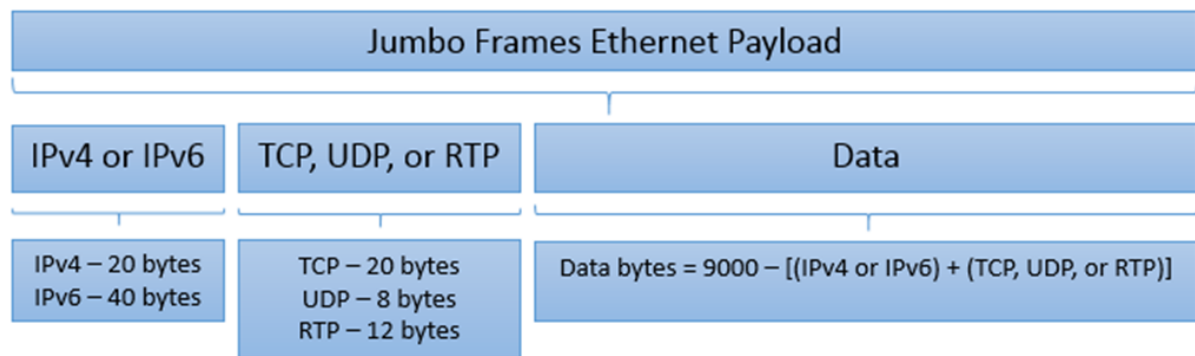 Jumbo Frames Ethernet Payload
IPv4 or IPv6
TCP, UDP, or RTP
Data
IPv4 – 20 bytes
IPv6 – 40 bytes
TCP – 20 bytes
UDP – 8 bytes
RTP – 12 bytes
Data bytes = 9000 – [(IPv4 or IPv6) + (TCP, UDP, or RTP)]